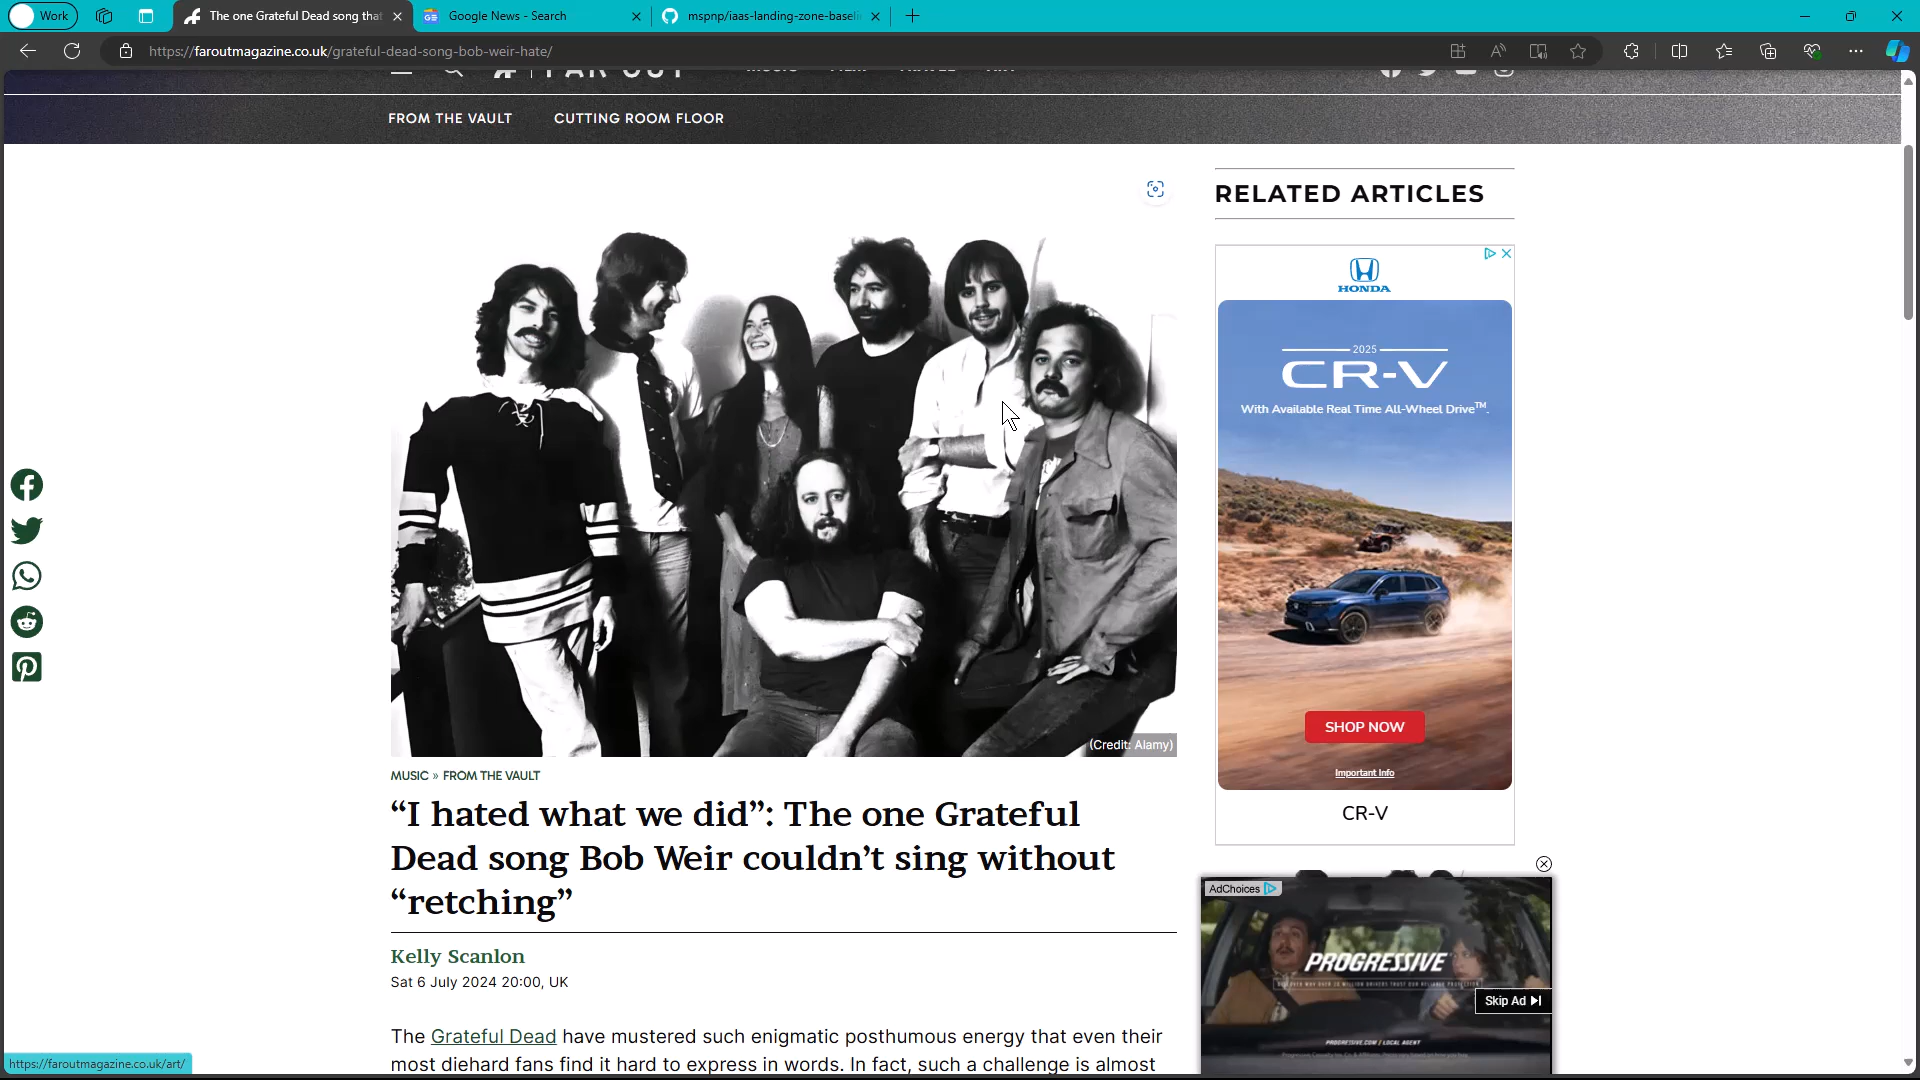 Work
The one Grateful Dead song that
Google News - Search
mspnp/iaas-landing-zone-baseli
https://faroutmagazine.co.uk/grateful-dead-song-bob-weir-hate/
FROM THE VAULT
CUTTING ROOM FLOOR
RELATED ARTICLES
HONDA
2025
CR-V
With Available Real Time All-Wheel Drive™.
SHOP NOW
Important Info
CR-V
(Credit: Alamy)
MUSIC » FROM THE VAULT
“I hated what we did”: The one Grateful
Dead song Bob Weir couldn’t sing without
“retching”
Kelly Scanlon
Sat 6 July 2024 20:00, UK
The Grateful Dead have mustered such enigmatic posthumous energy that even their
most diehard fans find it hard to express in words. In fact, such a challenge is almost
AdChoices
PROGRESSIVE
Skip Ad
PROGRESSIVE.COM / LOCAL AGENT
https://faroutmagazine.co.uk/art/